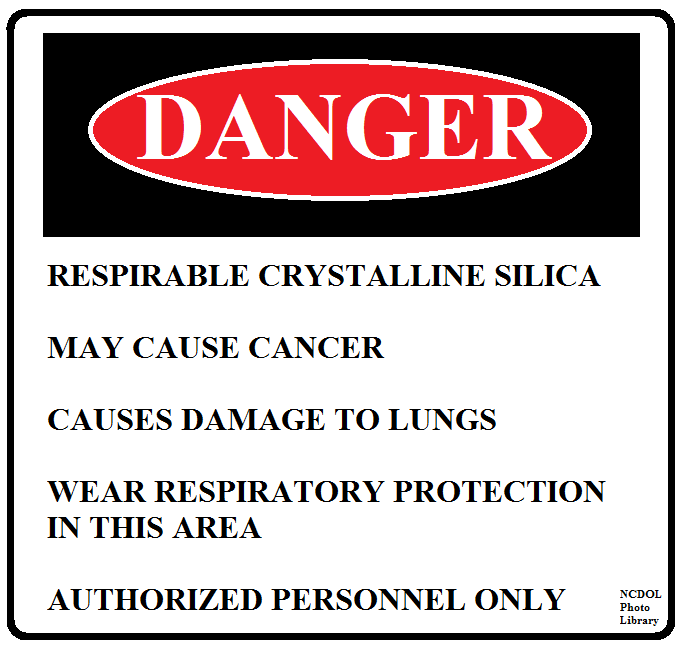 DANGER
RESPIRABLE CRYSTALLINE SILICA
MAY CAUSE CANCER
CAUSES DAMAGE TO LUNGS
WEAR RESPIRATORY PROTECTION
IN THIS AREA
AUTHORIZED PERSONNEL ONLY
NCDOL
Photo
Library